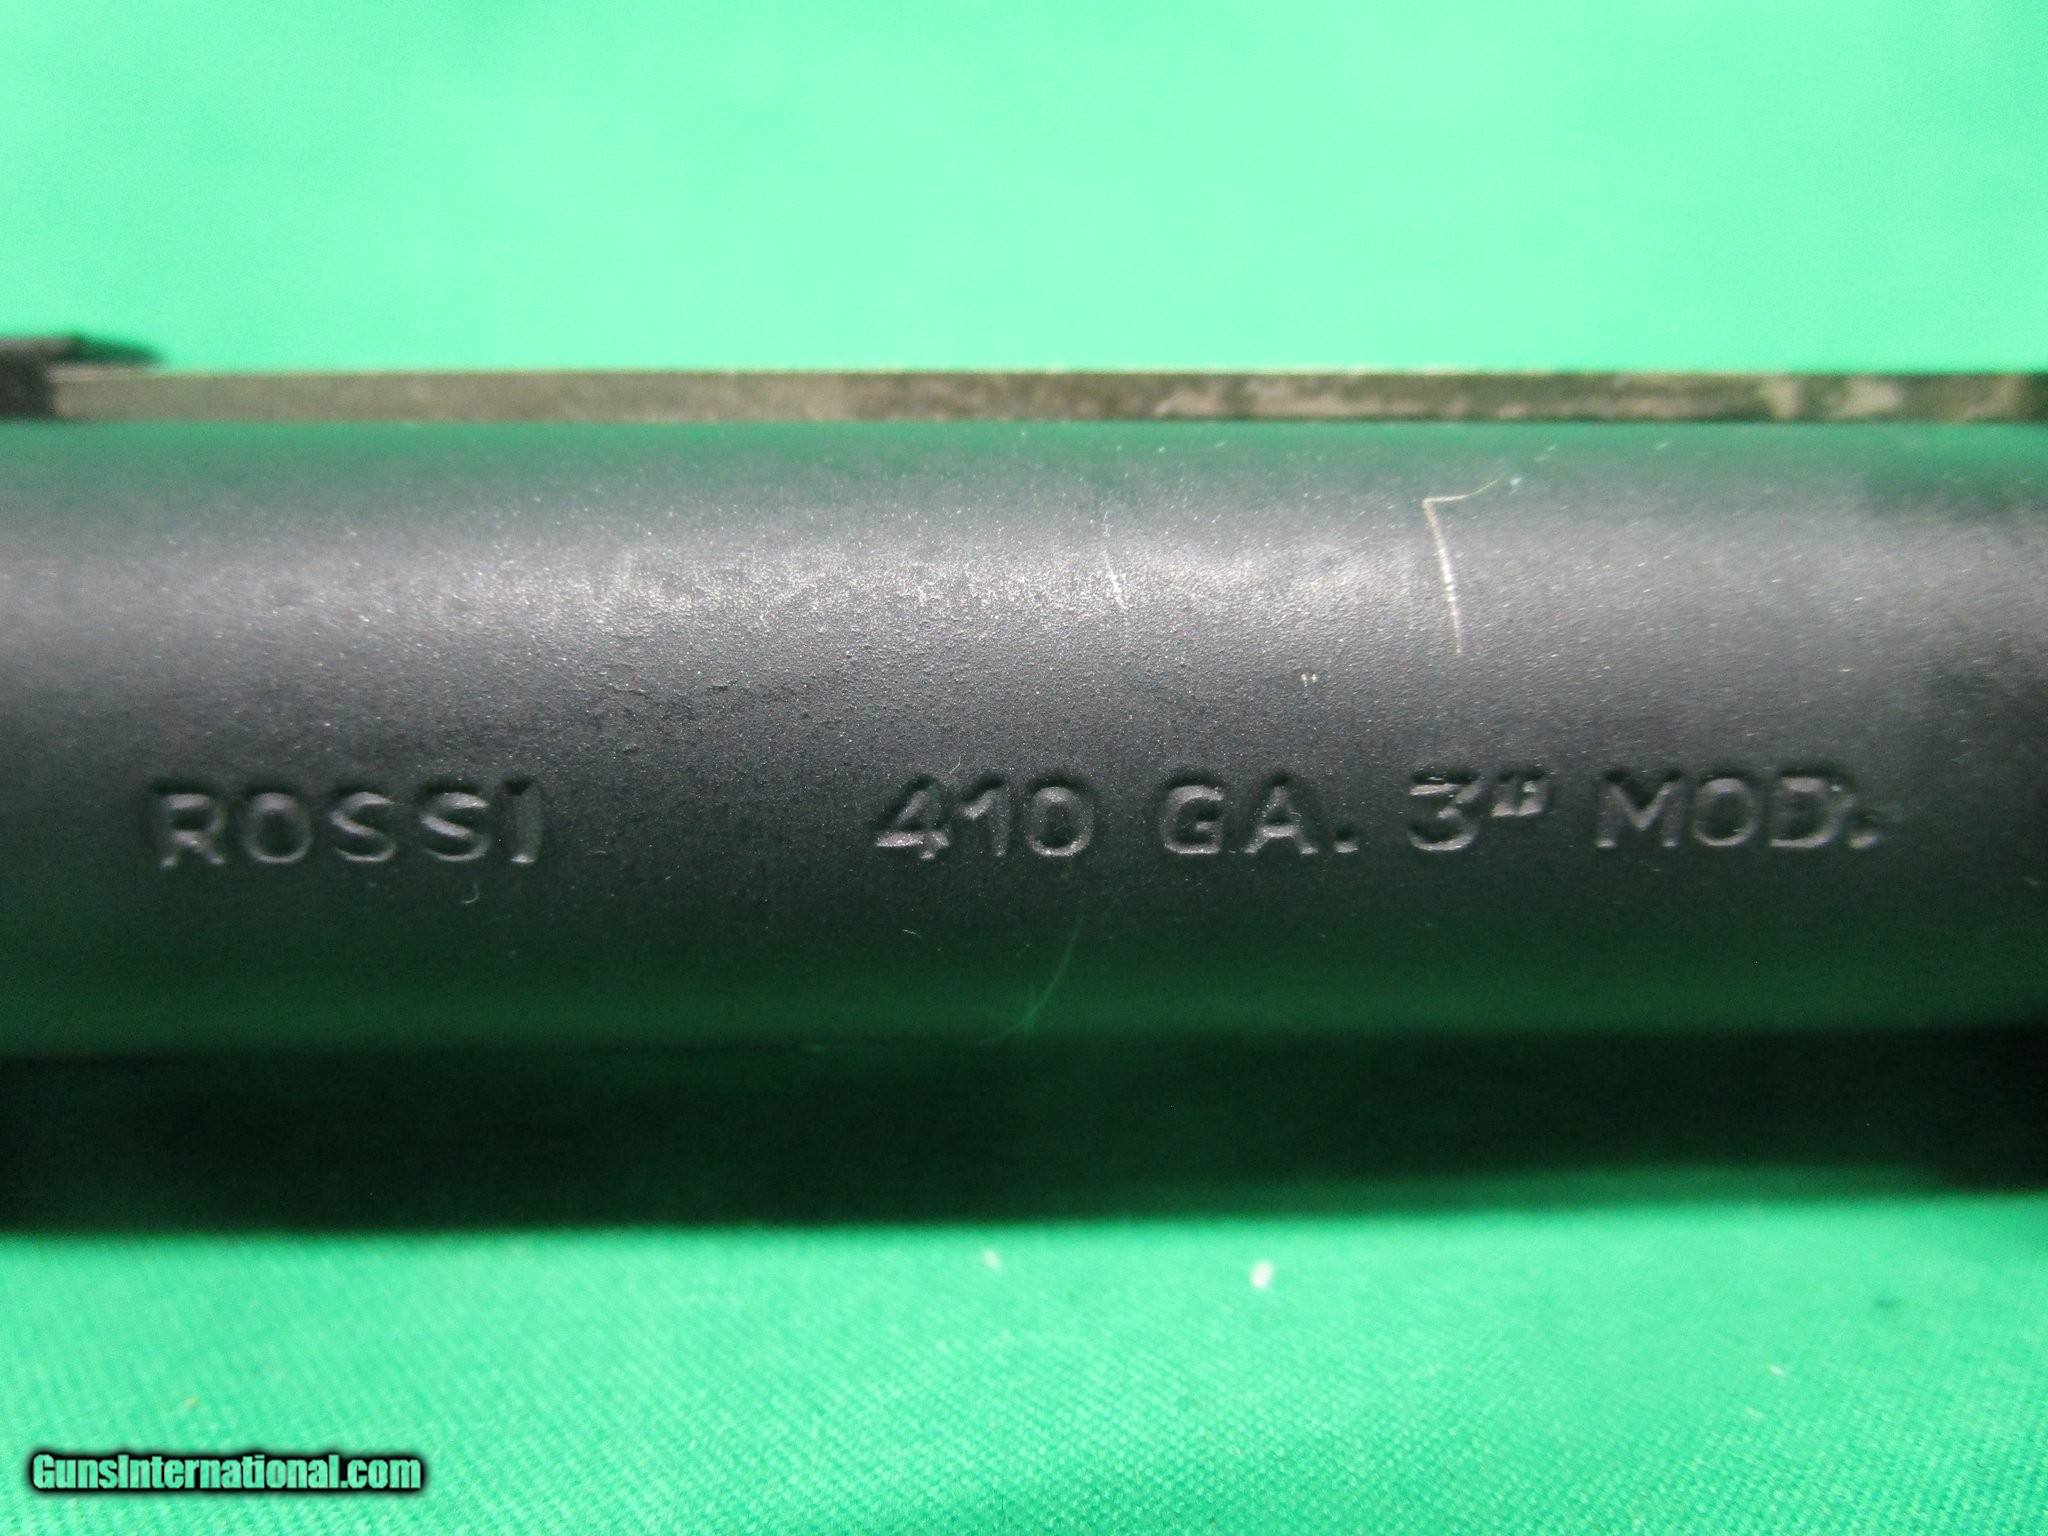 ROSSI 410 GA. 3" MOD.
GunsInternational.com